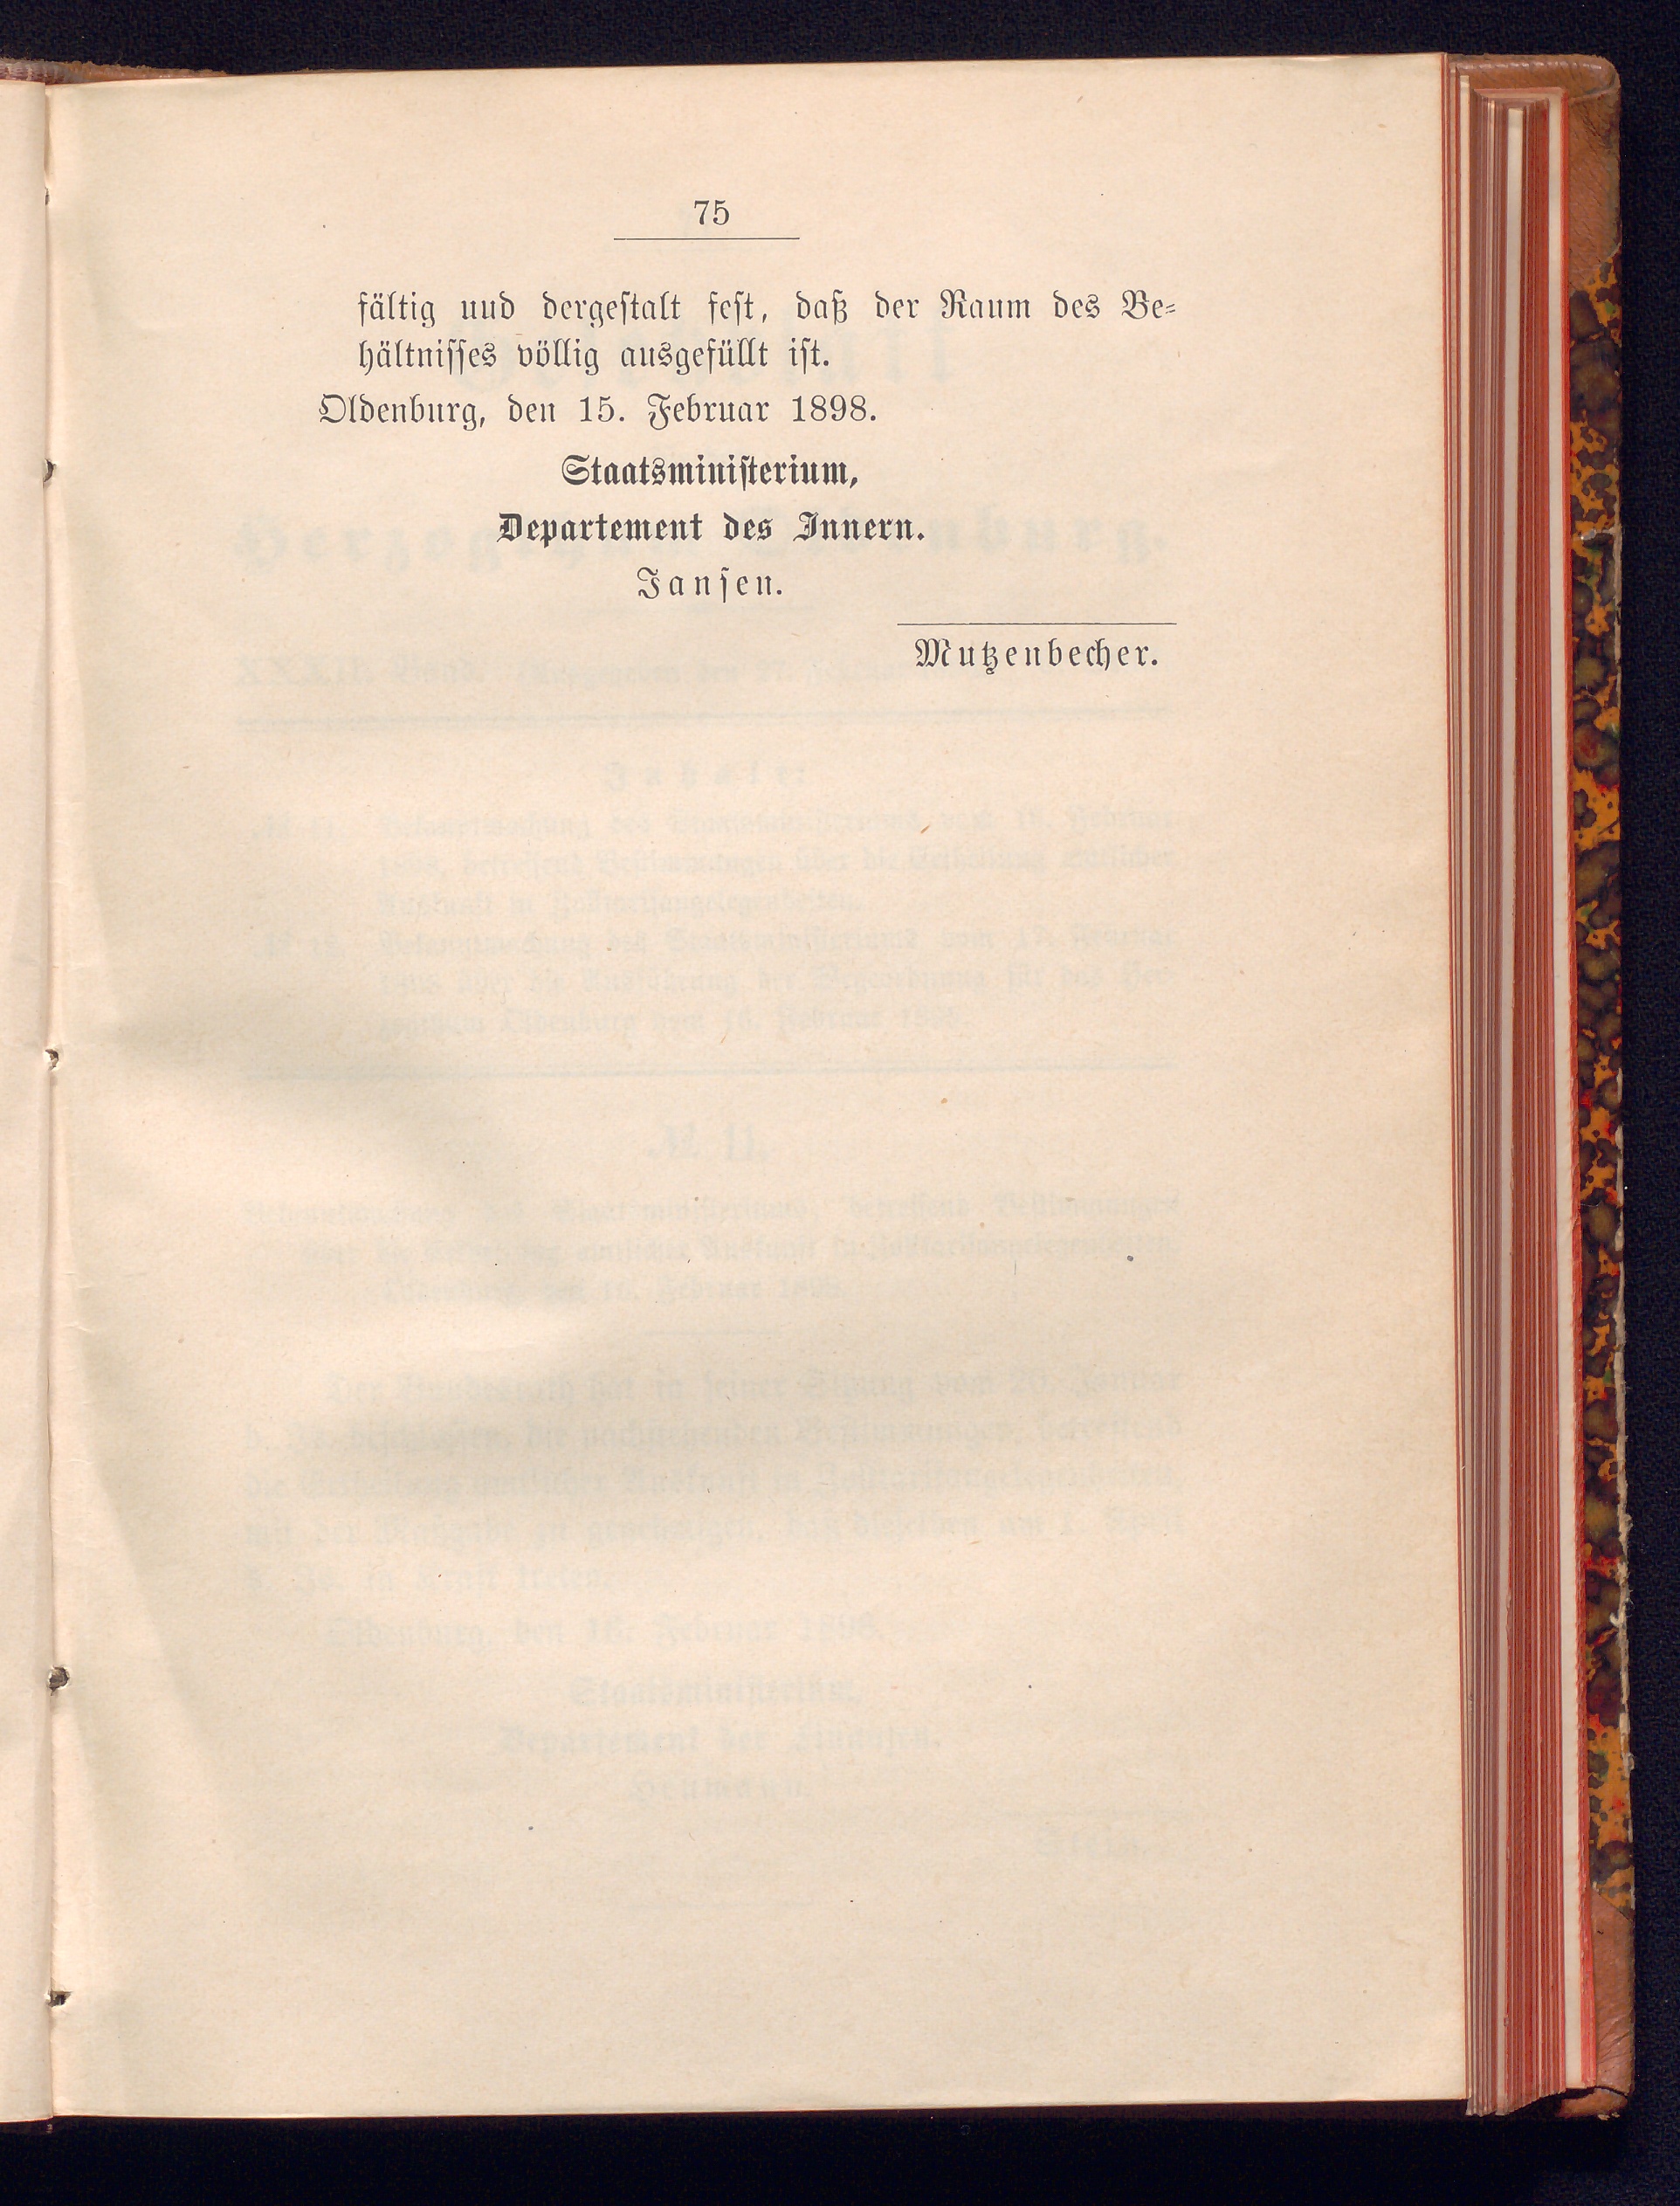 75
fältig uud dergestalt fest, daß der Raum des Be-
hältnisses völlig ausgefüllt ist.
Oldenburg, den 15. Februar 1898.
Staatsministerium,
Departement des Innern.
Jansen.
Mutzenbecher.